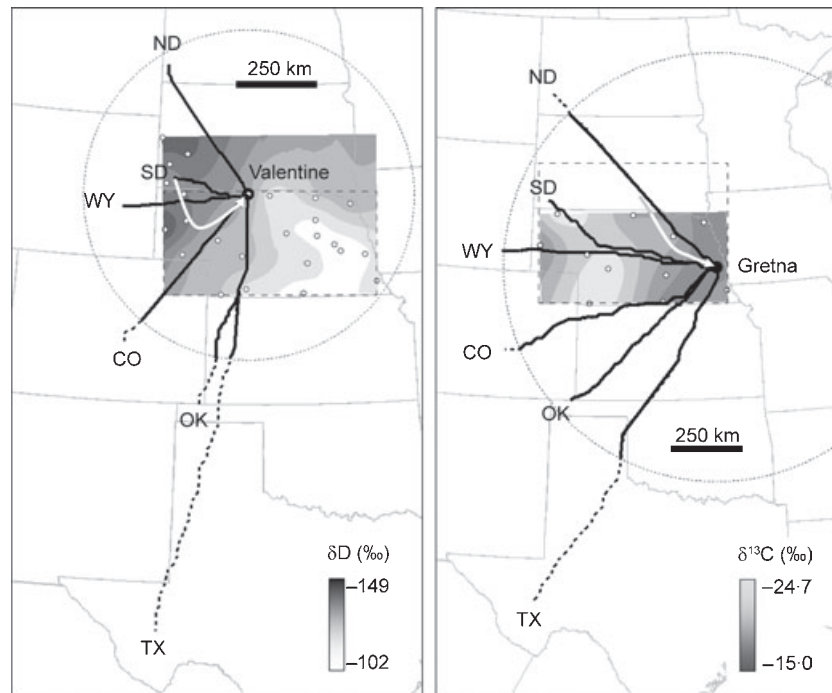 ND
250 km
SD
Valentine
WY
CO
OK
δD (‰)
–149
–102
TX
ND
SD
WY
Gretna
CO
OK
250 km
δ¹³C (‰)
–24·7
–15·0
TX